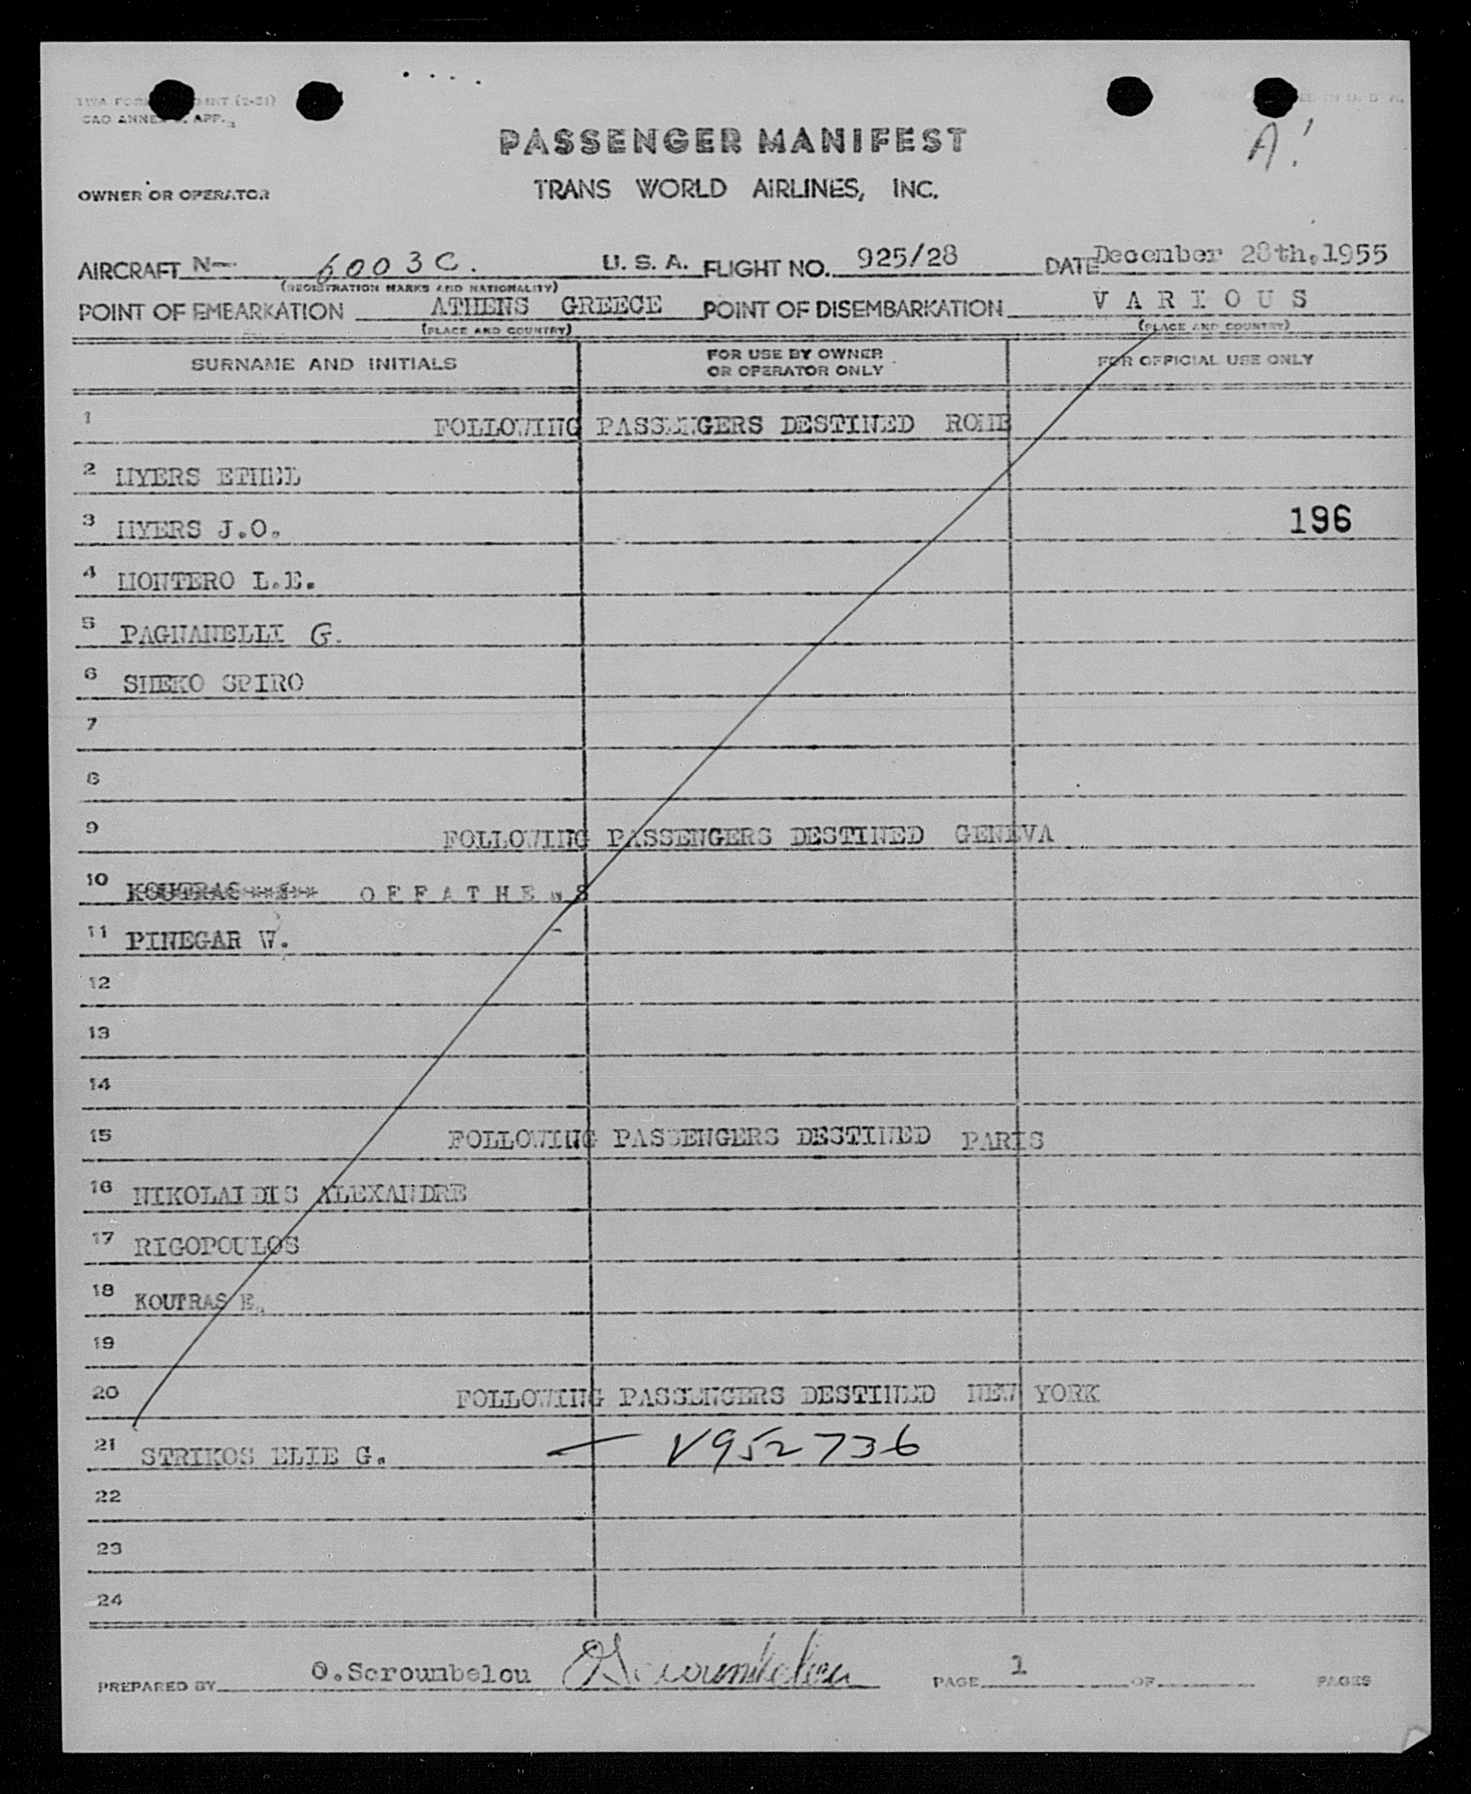 CAO ANNEX APP.
A!
PASSENGER MANIFEST
OWNER OR OPERATOR TRANS WORLD AIRLINES, INC.
AIRCRAFT N- 6003C. U. S. A. FLIGHT NO. 925/28 DATE December 28th,1955
(REGISTRATION MARKS AND NATIONALITY)
POINT OF EMBARKATION ATHENS GREECE POINT OF DISEMBARKATION V A R I O U S
(PLACE AND COUNTRY) (PLACE AND COUNTRY)
SURNAME AND INITIALS FOR USE BY OWNER OR OPERATOR ONLY FOR OFFICIAL USE ONLY
1 FOLLOWING PASSENGERS DESTINED ROME
2 MYERS ETHEL
3 MYERS J.O. 196
4 MONTERO L.E.
5 PAGNANELLI G.
6 SHEKO SPIRO
7
8
9 FOLLOWING PASSENGERS DESTINED GENEVA
10 KOUTRAS O F F A T H E N S
11 PINEGAR W.
12
13
14
15 FOLLOWING PASSENGERS DESTINED PARIS
16 NIKOLAIDIS ALEXANDRE
17 RIGOPOULOS
18 KOUTRAS E.
19
20 FOLLOWING PASSENGERS DESTINED NEW YORK
21 STRIKOS ELIE G. — V952736
22
23
24
PREPARED BY O.Scroumbelou PAGE 1 OF PAGES